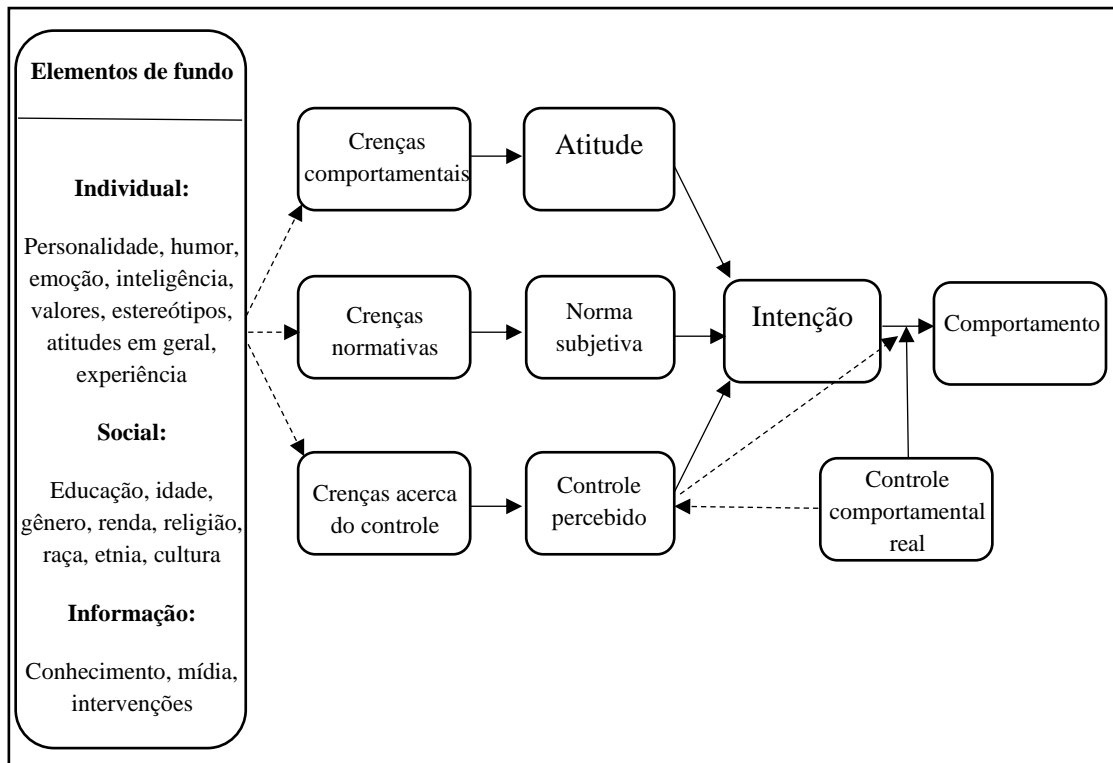 Elementos de fundo
Individual:
Personalidade, humor,
emoção, inteligência,
valores, estereótipos,
atitudes em geral,
experiência
Social:
Educação, idade,
gênero, renda, religião,
raça, etnia, cultura
Informação:
Conhecimento, mídia,
intervenções
Crenças
comportamentais
Atitude
Crenças
normativas
Norma
subjetiva
Intenção
Comportamento
Crenças acerca
do controle
Controle
percebido
Controle
comportamental
real